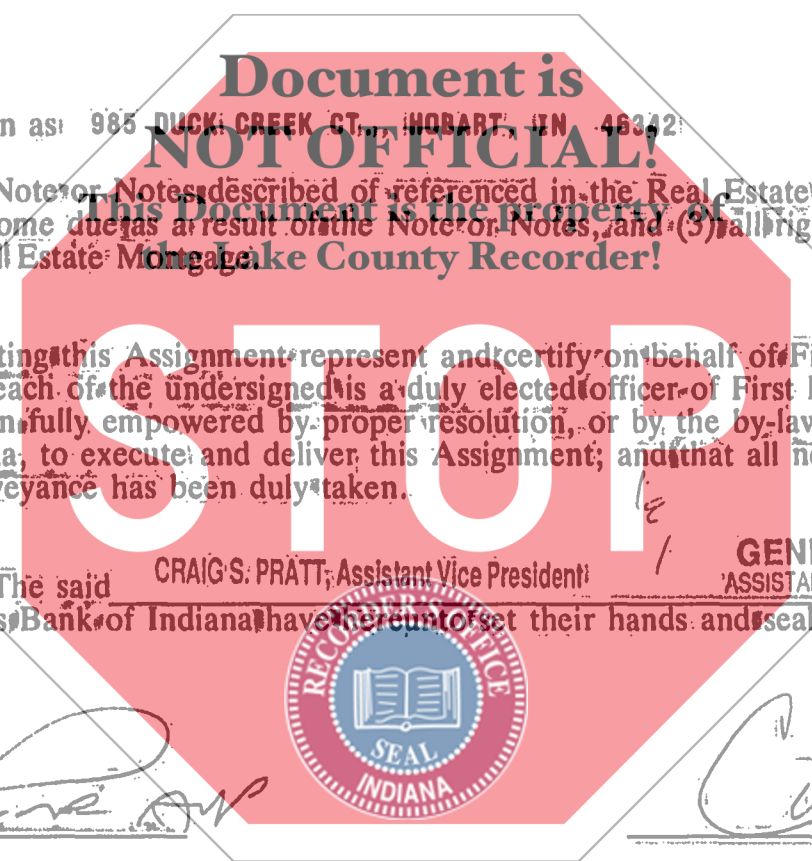 Document is
n as: 985 DUCK CREEK CT., HOBART, IN 46342
NOT OFFICIAL!
Note or Notes described of referenced in the Real Estate
This Document is the property of
ome due as a result of the Note or Notes, and (3) all rig
l Estate Mortgage.
the Lake County Recorder!
STOP
ting this Assignment represent and certify on behalf of Fi
each of the undersigned is a duly elected officer of First
n fully empowered by proper resolution, or by the by-law
a, to execute and deliver this Assignment; and that all ne
veyance has been duly taken.
The said CRAIG S. PRATT, Assistant Vice President
GENE
ASSISTA
s Bank of Indiana have hereunto set their hands and seal
RECORDER'S OFFICE
SEAL
INDIANA